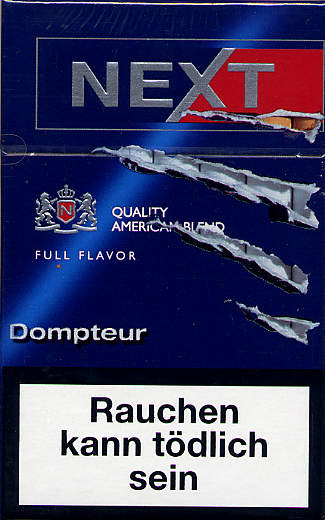 NEXT
N
QUALITY
AMERICAN BLEND
FULL FLAVOR
Dompteur
Rauchen
kann tödlich
sein